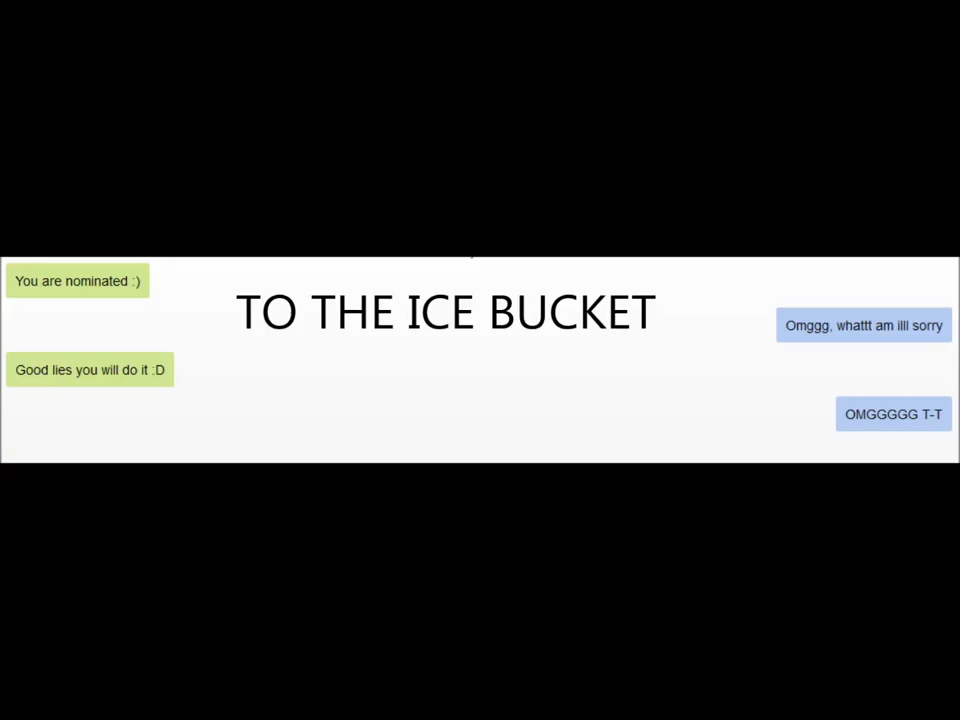 You are nominated :)
TO THE ICE BUCKET
Omggg, whattt am illl sorry
Good lies you will do it :D
OMGGGGG T-T